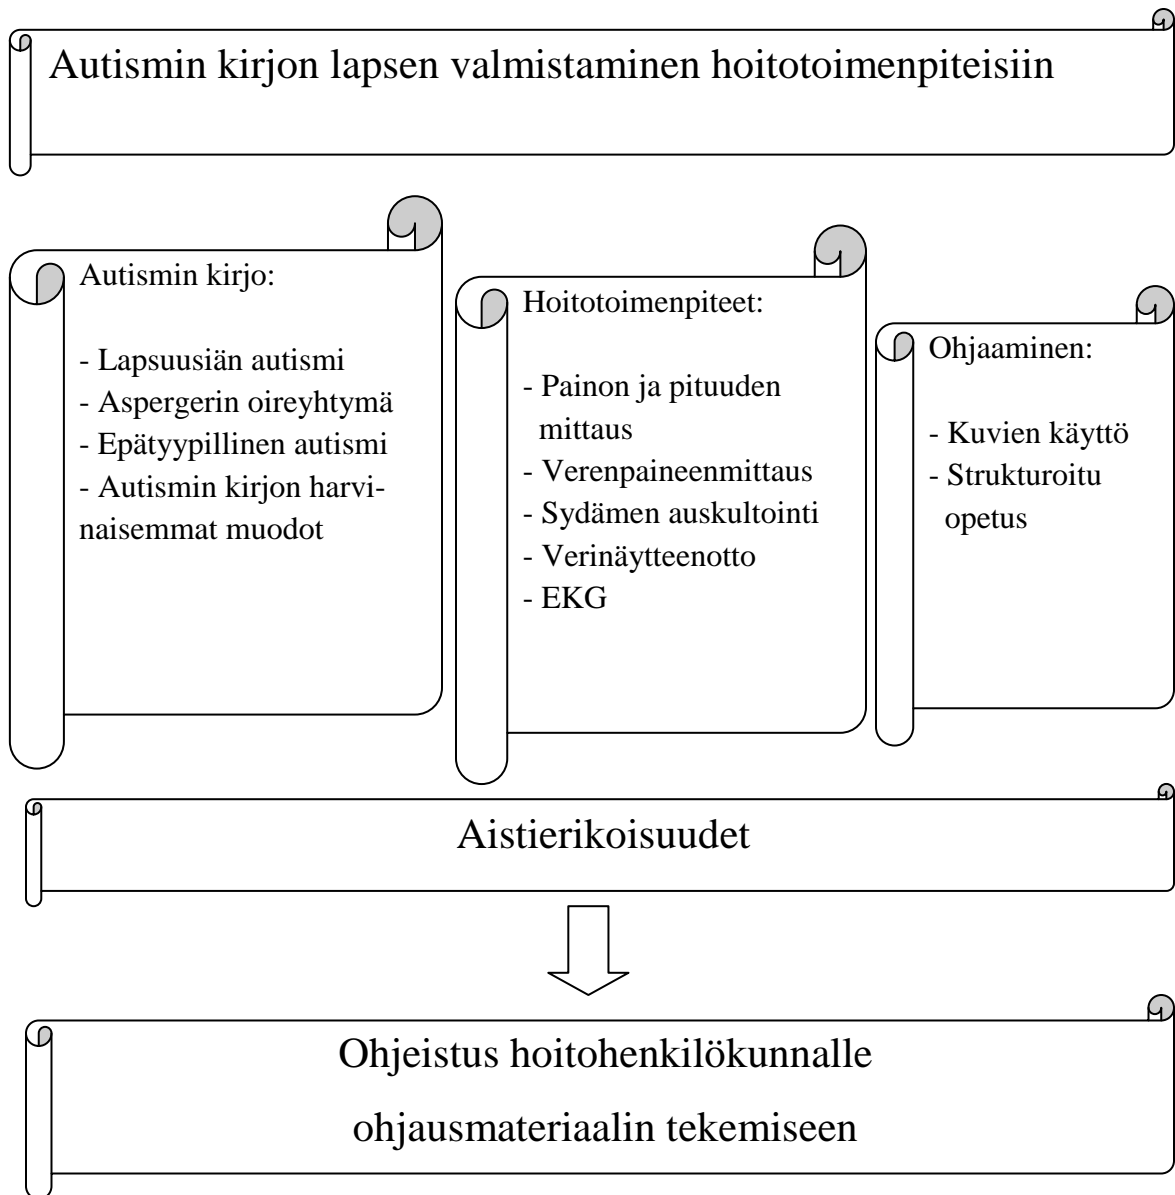 Autismin kirjon lapsen valmistaminen hoitotoimenpiteisiin
Autismin kirjo:
- Lapsuusiän autismi
- Aspergerin oireyhtymä
- Epätyypillinen autismi
- Autismin kirjon harvi-
naisemmat muodot
Hoitotoimenpiteet:
- Painon ja pituuden
mittaus
- Verenpaineenmittaus
- Sydämen auskultointi
- Verinäytteenotto
- EKG
Ohjaaminen:
- Kuvien käyttö
- Strukturoitu
opetus
Aistierikoisuudet
Ohjeistus hoitohenkilökunnalle
ohjausmateriaalin tekemiseen